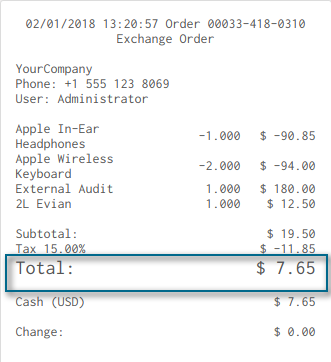 02/01/2018 13:20:57 Order 00033-418-0310
Exchange Order
YourCompany
Phone: +1 555 123 8069
User: Administrator
Apple In-Ear Headphones -1.000 $ -90.85
Apple Wireless Keyboard -2.000 $ -94.00
External Audit 1.000 $ 180.00
2L Evian 1.000 $ 12.50
Subtotal: $ 19.50
Tax 15.00% $ -11.85
Total: $ 7.65
Cash (USD) $ 7.65
Change: $ 0.00